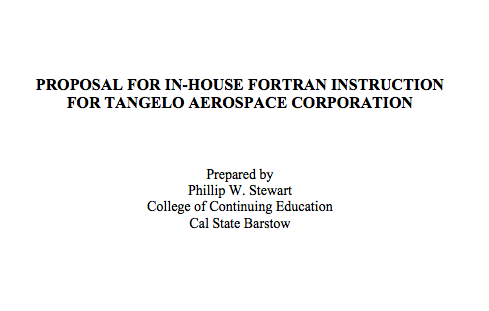 PROPOSAL FOR IN-HOUSE FORTRAN INSTRUCTION
FOR TANGELO AEROSPACE CORPORATION
Prepared by
Phillip W. Stewart
College of Continuing Education
Cal State Barstow